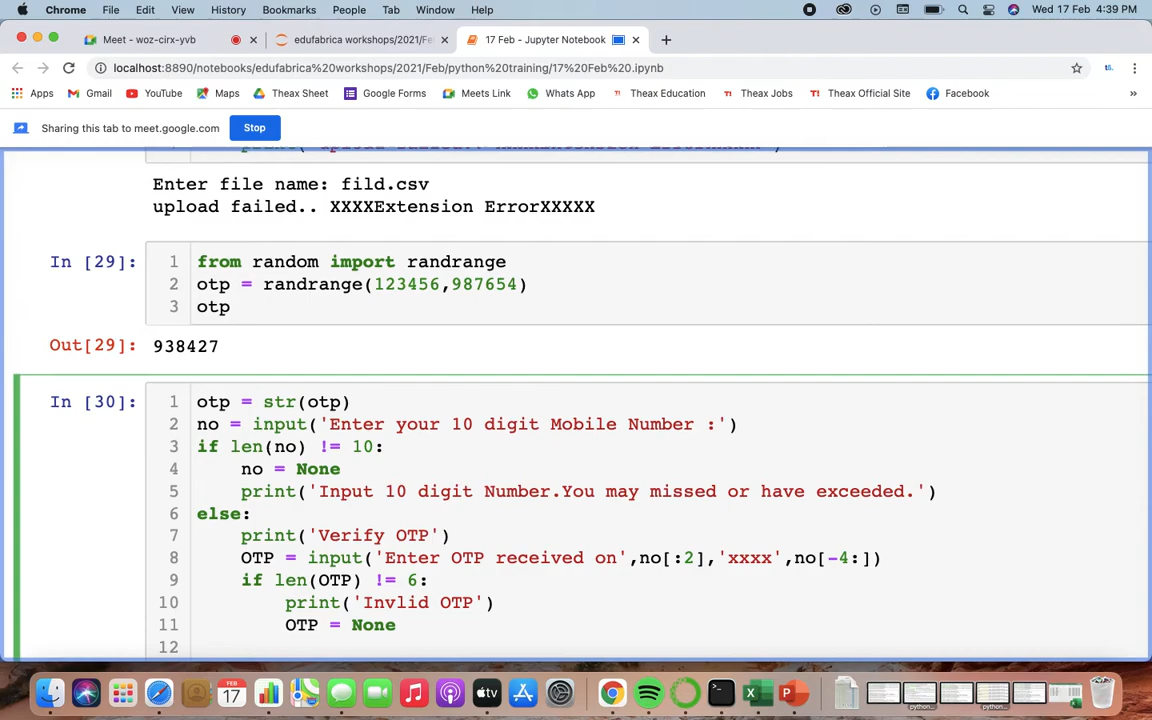 Chrome File Edit View History Bookmarks People Tab Window Help Wed 17 Feb 4:39 PM
Meet - woz-cirx-yvb edufabrica workshops/2021/Fe 17 Feb - Jupyter Notebook
localhost:8890/notebooks/edufabrica%20workshops/2021/Feb/python%20training/17%20Feb%20.ipynb
Apps Gmail YouTube Maps Theax Sheet Google Forms Meets Link Whats App Theax Education Theax Jobs Theax Official Site Facebook »
Sharing this tab to meet.google.com Stop
Enter file name: fild.csv
upload failed.. XXXXExtension ErrorXXXXX
In [29]:
1 from random import randrange
2 otp = randrange(123456,987654)
3 otp
Out[29]: 938427
In [30]:
1 otp = str(otp)
2 no = input('Enter your 10 digit Mobile Number :')
3 if len(no) != 10:
4 no = None
5 print('Input 10 digit Number.You may missed or have exceeded.')
6 else:
7 print('Verify OTP')
8 OTP = input('Enter OTP received on',no[:2],'xxxx',no[-4:])
9 if len(OTP) != 6:
10 print('Invlid OTP')
11 OTP = None
12
FEB
17
tv